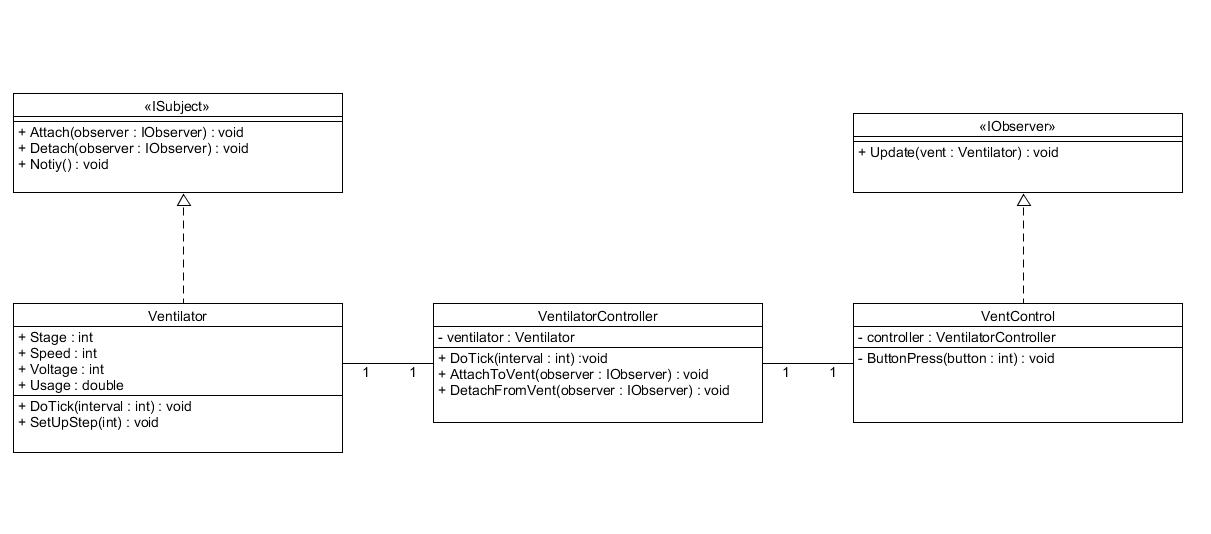 «ISubject»
+ Attach(observer : IObserver) : void
+ Detach(observer : IObserver) : void
+ Notiy() : void
«IObserver»
+ Update(vent : Ventilator) : void
Ventilator
+ Stage : int
+ Speed : int
+ Voltage : int
+ Usage : double
+ DoTick(interval : int) : void
+ SetUpStep(int) : void
1 1
VentilatorController
- ventilator : Ventilator
+ DoTick(interval : int) :void
+ AttachToVent(observer : IObserver) : void
+ DetachFromVent(observer : IObserver) : void
1 1
VentControl
- controller : VentilatorController
- ButtonPress(button : int) : void